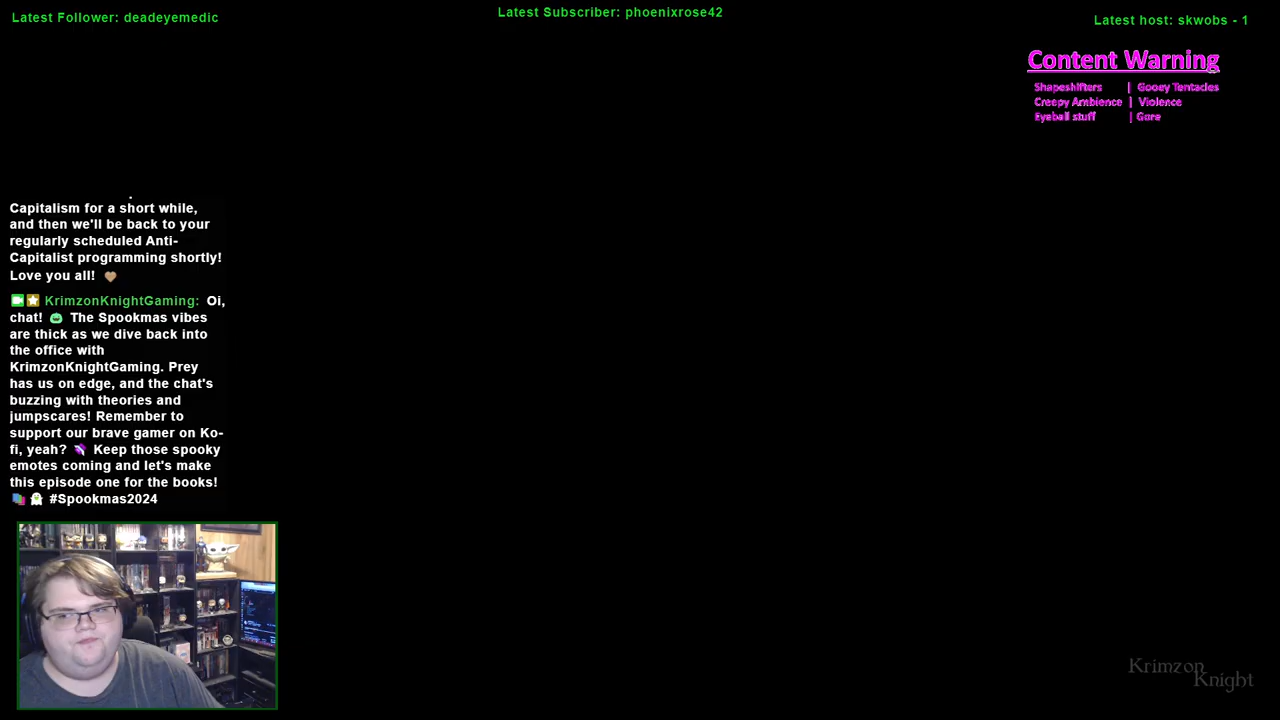 Latest Follower: deadeyemedic
Latest Subscriber: phoenixrose42
Latest host: skwobs - 1
Content Warning
Shapeshifters | Gooey Tentacles
Creepy Ambience | Violence
Eyeball stuff | Gore
Capitalism for a short while,
and then we'll be back to your
regularly scheduled Anti-
Capitalist programming shortly!
Love you all! 🤎
KrimzonKnightGaming: Oi,
chat! The Spookmas vibes
are thick as we dive back into
the office with
KrimzonKnightGaming. Prey
has us on edge, and the chat's
buzzing with theories and
jumpscares! Remember to
support our brave gamer on Ko-
fi, yeah? Keep those spooky
emotes coming and let's make
this episode one for the books!
📚👻 #Spookmas2024
Krimzon
Knight